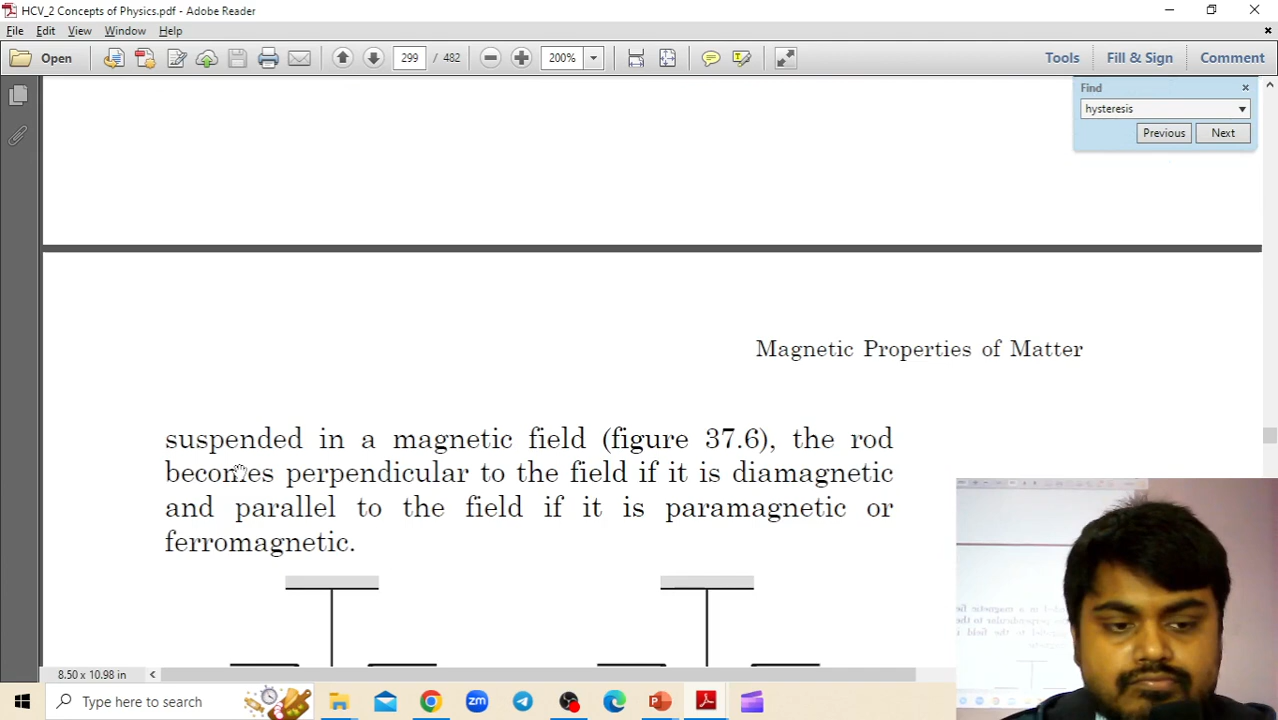 HCV_2 Concepts of Physics.pdf - Adobe Reader
File Edit View Window Help
Open 299 / 482 200% Tools Fill & Sign Comment
Find
hysteresis
Previous Next
Magnetic Properties of Matter
suspended in a magnetic field (figure 37.6), the rod
becomes perpendicular to the field if it is diamagnetic
and parallel to the field if it is paramagnetic or
ferromagnetic.
8.50 x 10.98 in
Type here to search